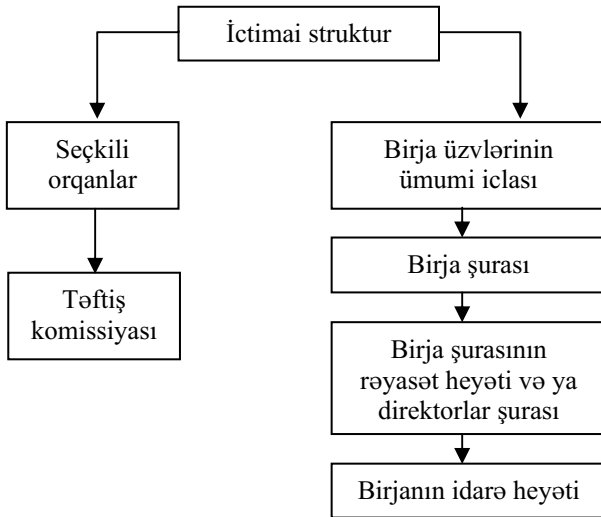 İctimai struktur
Seçkili
orqanlar
Təftiş
komissiyası
Birja üzvlərinin
ümumi iclası
Birja şurası
Birja şurasının
rəyasət heyəti və ya
direktorlar şurası
Birjanın idarə heyəti